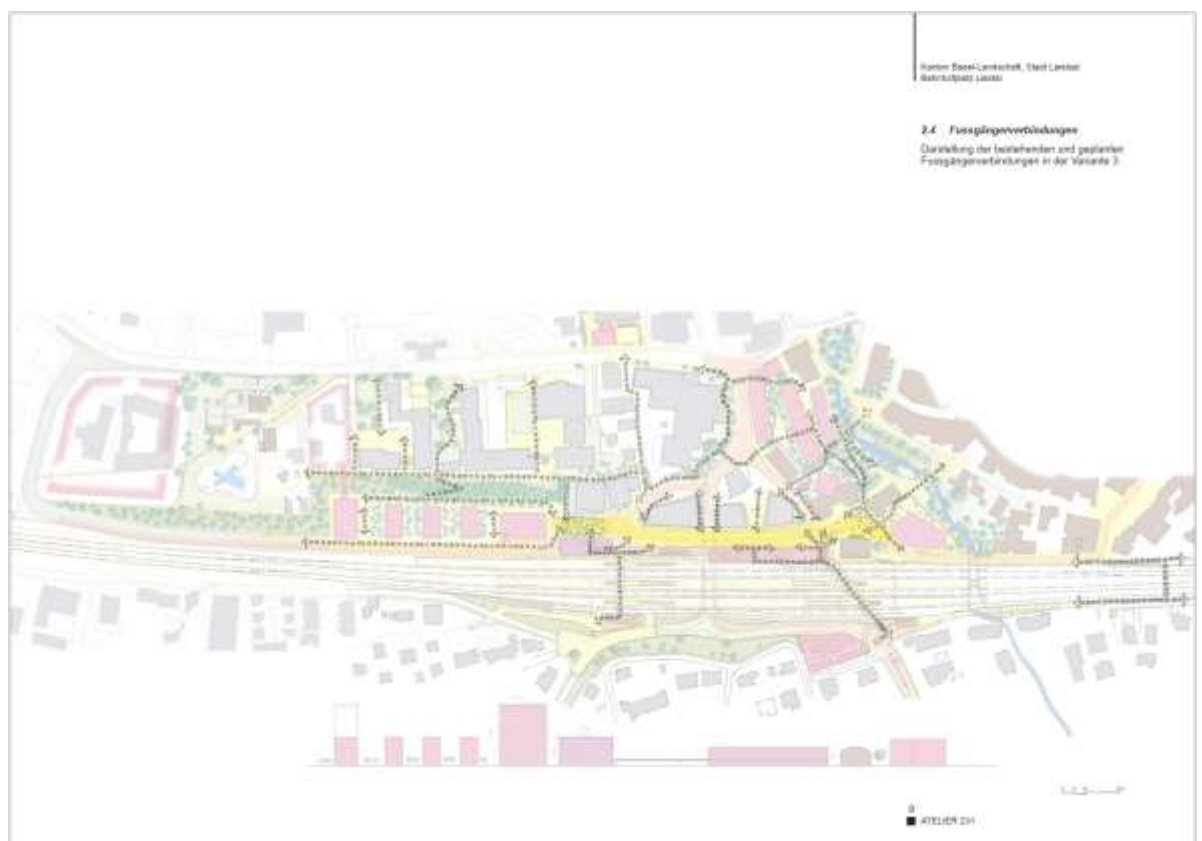 Kanton Basel-Landschaft, Stadt Liestal
Bahnhofplatz Liestal
2.4 Fussgängerverbindungen
Darstellung der bestehenden und geplanten
Fussgängerverbindungen in der Variante 3.
ATELIER